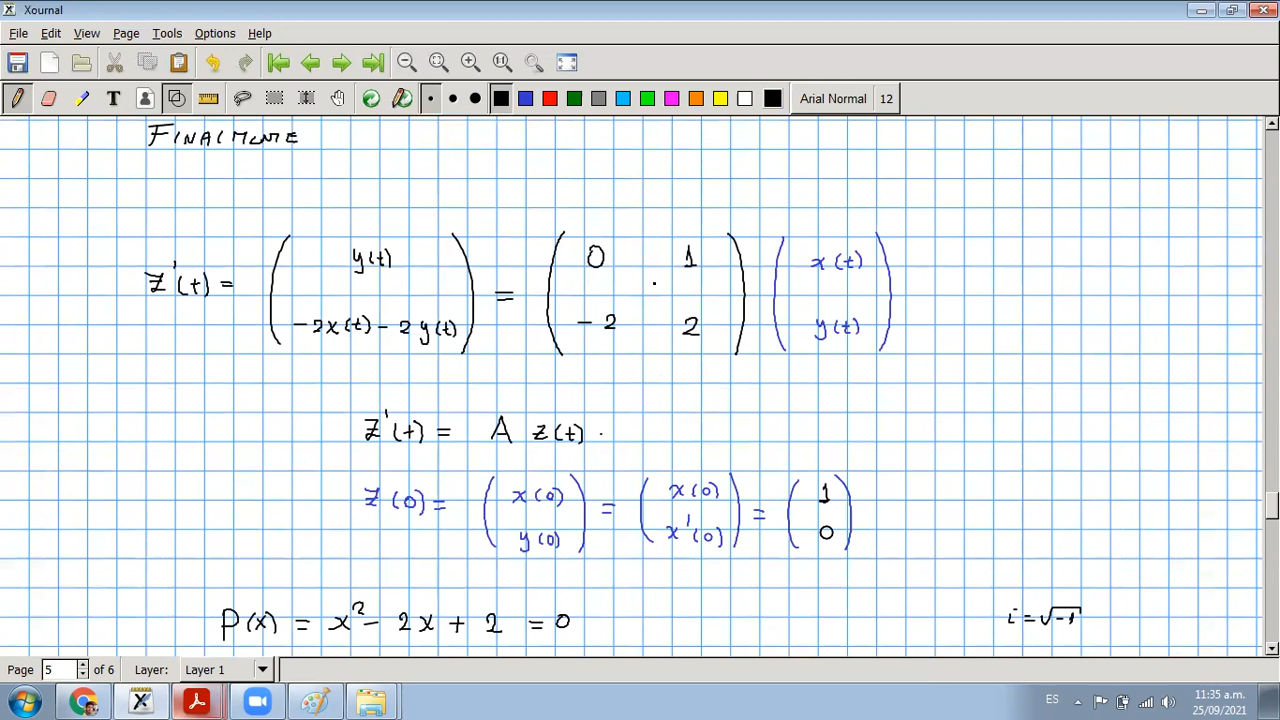 Xournal
File Edit View Page Tools Options Help
Arial Normal 12
FINALMENTE
Z'(t) = ( y(t) ) = ( 0 1 ) ( x(t) )
( -2x(t) - 2y(t) ) ( -2 2 ) ( y(t) )
Z'(t) = A z(t) .
Z(0) = ( x(0) ) = ( x(0) ) = ( 1 )
( y(0) ) ( x'(0) ) ( 0 )
P(x) = x² - 2x + 2 = 0 i = √-1
Page 5 of 6 Layer: Layer 1
ES 11:35 a.m.
25/09/2021